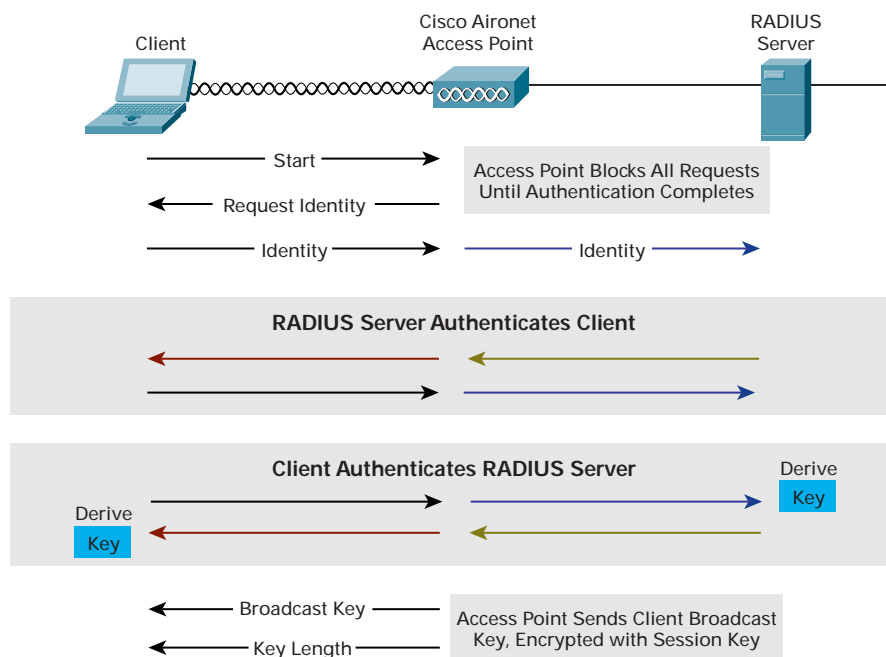 Client
Cisco Aironet
Access Point
RADIUS
Server
Start
Access Point Blocks All Requests
Until Authentication Completes
Request Identity
Identity
Identity
RADIUS Server Authenticates Client
Client Authenticates RADIUS Server
Derive
Key
Derive
Key
Broadcast Key
Access Point Sends Client Broadcast
Key, Encrypted with Session Key
Key Length